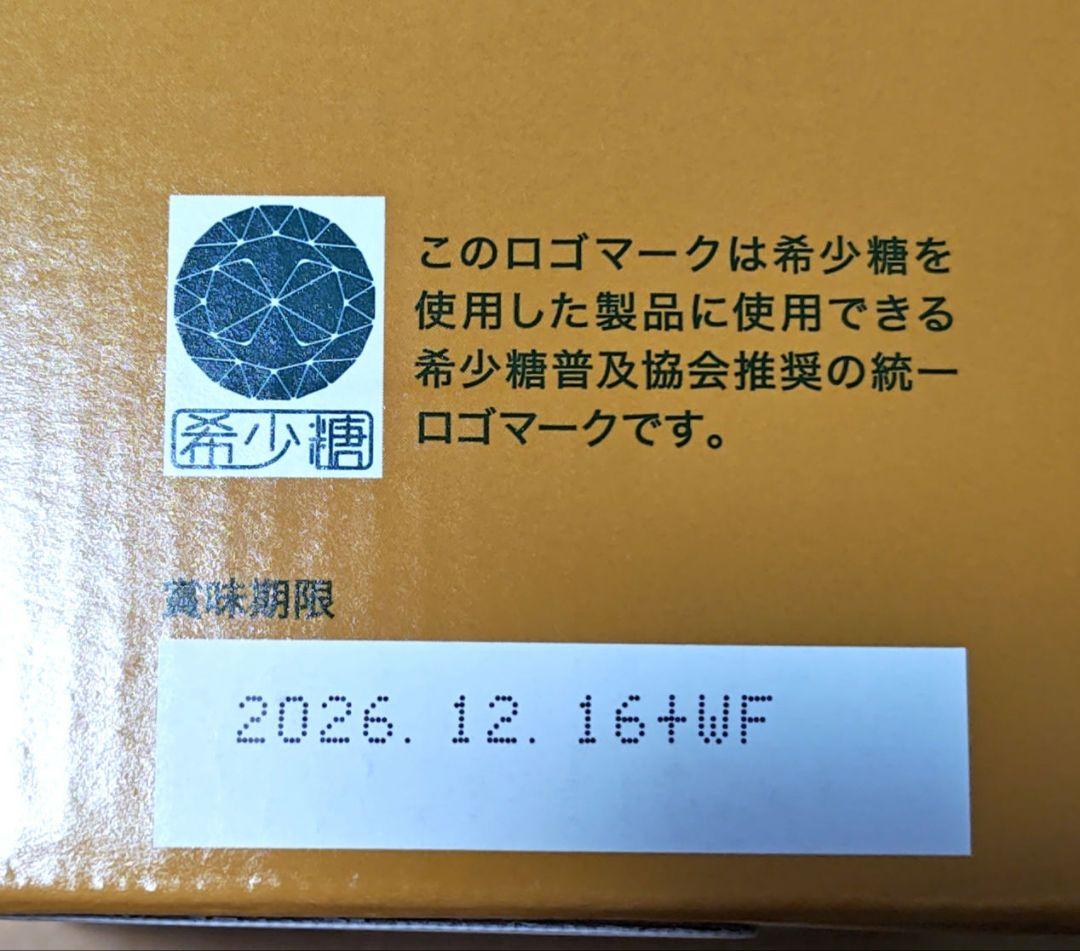 希少糖
このロゴマークは希少糖を
使用した製品に使用できる
希少糖普及協会推奨の統一
ロゴマークです。
賞味期限
2026.12.16+WF